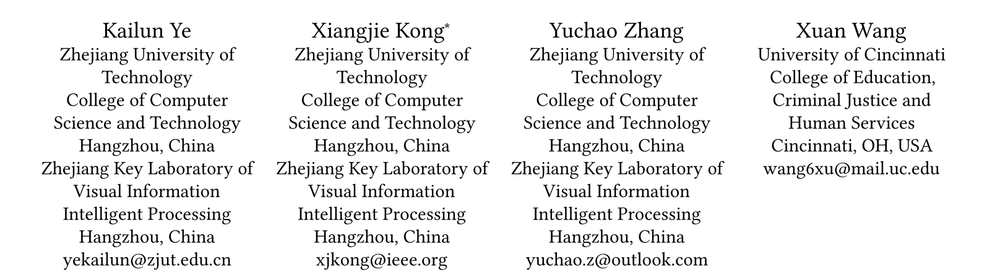 Kailun Ye
Zhejiang University of
Technology
College of Computer
Science and Technology
Hangzhou, China
Zhejiang Key Laboratory of
Visual Information
Intelligent Processing
Hangzhou, China
yekailun@zjut.edu.cn
Xiangjie Kong*
Zhejiang University of
Technology
College of Computer
Science and Technology
Hangzhou, China
Zhejiang Key Laboratory of
Visual Information
Intelligent Processing
Hangzhou, China
xjkong@ieee.org
Yuchao Zhang
Zhejiang University of
Technology
College of Computer
Science and Technology
Hangzhou, China
Zhejiang Key Laboratory of
Visual Information
Intelligent Processing
Hangzhou, China
yuchao.z@outlook.com
Xuan Wang
University of Cincinnati
College of Education,
Criminal Justice and
Human Services
Cincinnati, OH, USA
wang6xu@mail.uc.edu